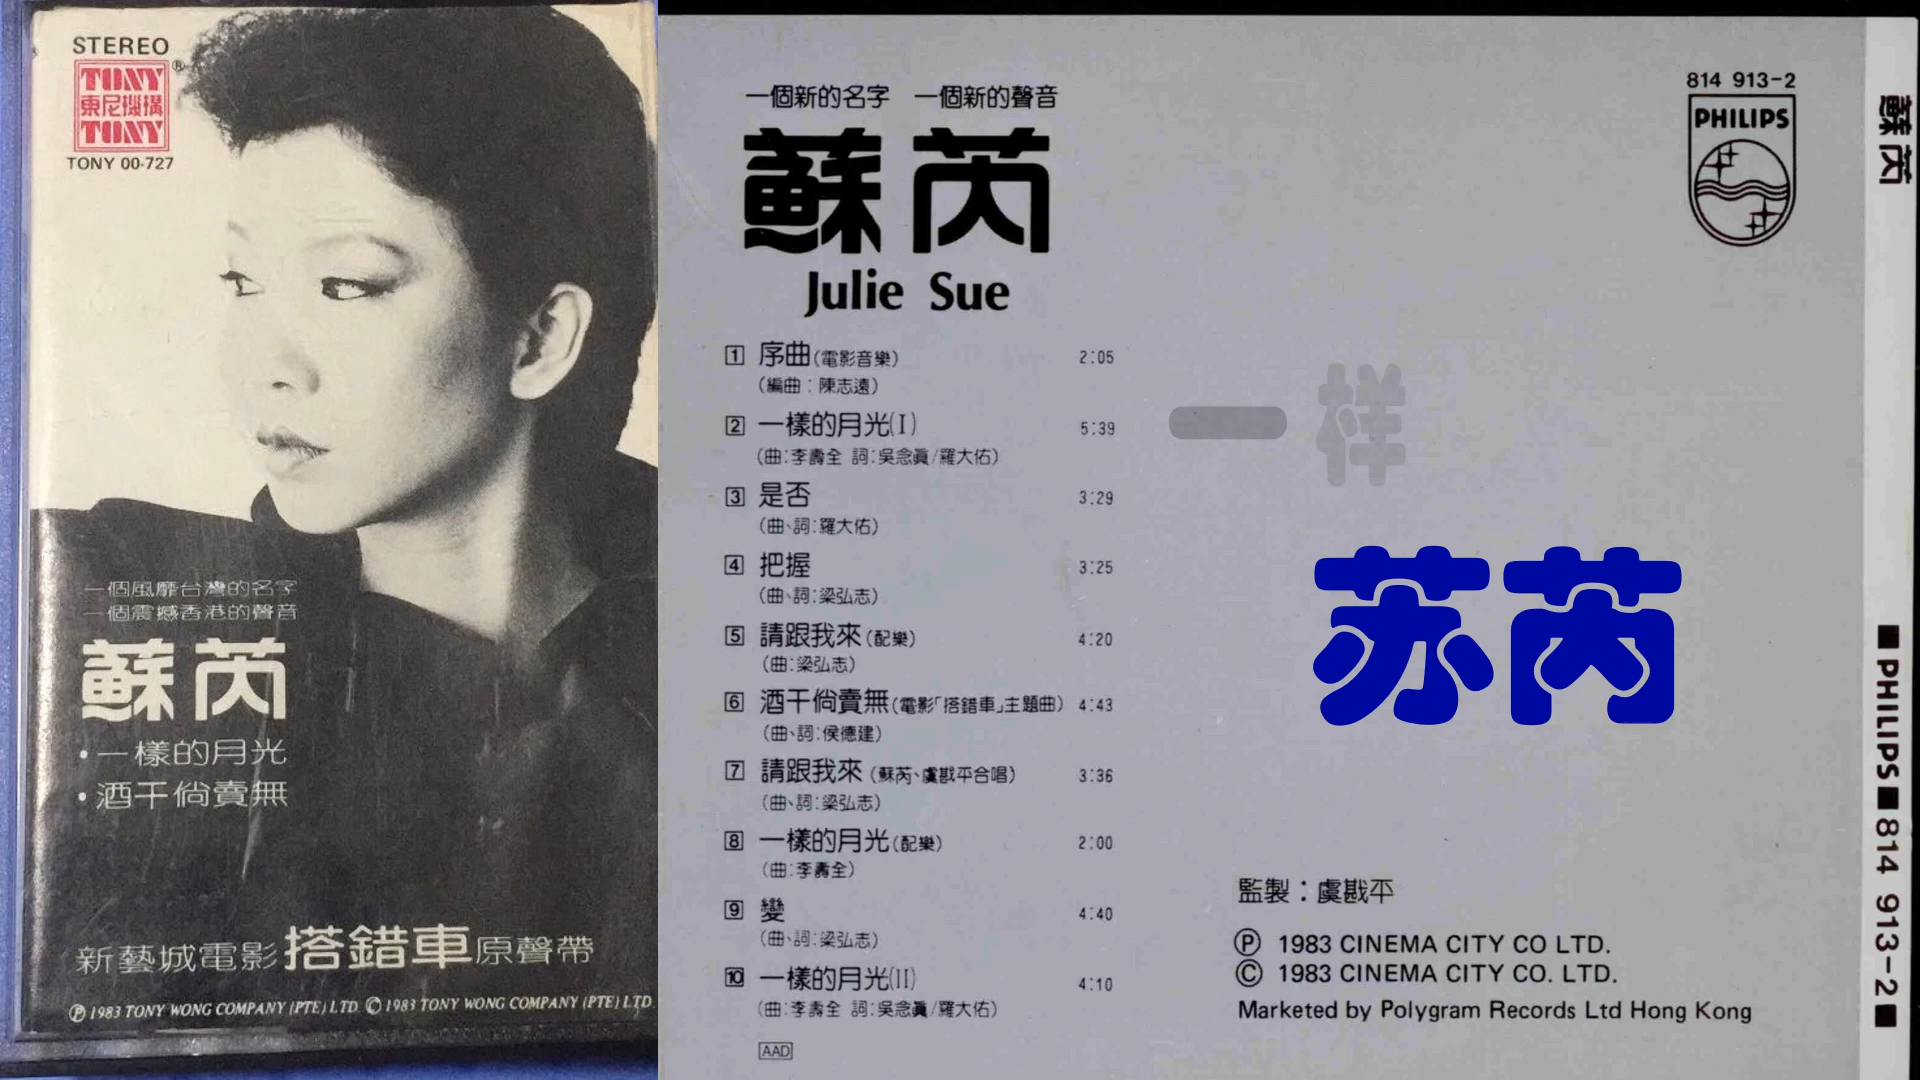 STEREO
TONY
東尼機構
TONY
®
TONY 00-727
一個風靡台灣的名字
一個震撼香港的聲音
蘇芮
•一樣的月光
•酒干倘賣無
新藝城電影搭錯車原聲帶
Ⓟ 1983 TONY WONG COMPANY (PTE) LTD. © 1983 TONY WONG COMPANY (PTE) LTD
一個新的名字 一個新的聲音
蘇芮
Julie Sue
1 序曲(電影音樂) 2:05
(編曲:陳志遠)
2 一樣的月光(I) 5:39
(曲:李壽全 詞:吳念眞/羅大佑)
3 是否 3:29
(曲、詞:羅大佑)
4 把握 3:25
(曲、詞:梁弘志)
5 請跟我來(配樂) 4:20
(曲:梁弘志)
6 酒干倘賣無(電影「搭錯車」主題曲) 4:43
(曲、詞:侯德建)
7 請跟我來(蘇芮、虞戡平合唱) 3:36
(曲、詞:梁弘志)
8 一樣的月光(配樂) 2:00
(曲:李壽全)
9 變 4:40
(曲、詞:梁弘志)
10 一樣的月光(II) 4:10
(曲:李壽全 詞:吳念眞/羅大佑)
AAD
814 913-2
PHILIPS
一样
苏芮
監製:虞戡平
Ⓟ 1983 CINEMA CITY CO LTD.
© 1983 CINEMA CITY CO. LTD.
Marketed by Polygram Records Ltd Hong Kong
蘇芮
■PHILIPS■814 913-2■